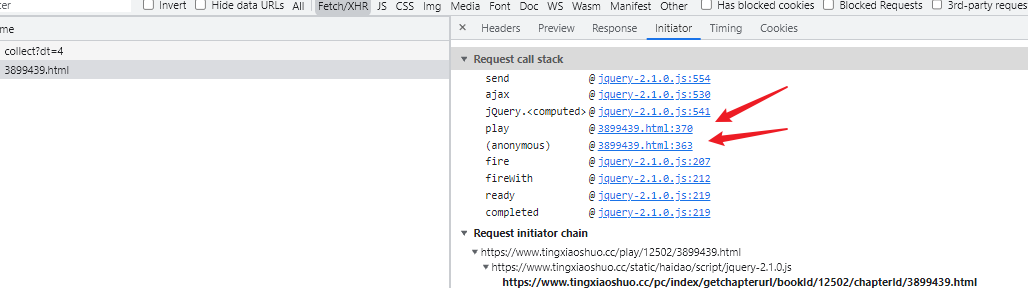 lter
Invert Hide data URLs All Fetch/XHR JS CSS Img Media Font Doc WS Wasm Manifest Other Has blocked cookies Blocked Requests 3rd-party reques
me
Headers Preview Response Initiator Timing Cookies
collect?dt=4
3899439.html
Request call stack
send @ jquery-2.1.0.js:554
ajax @ jquery-2.1.0.js:530
jQuery.<computed> @ jquery-2.1.0.js:541
play @ 3899439.html:370
(anonymous) @ 3899439.html:363
fire @ jquery-2.1.0.js:207
fireWith @ jquery-2.1.0.js:212
ready @ jquery-2.1.0.js:219
completed @ jquery-2.1.0.js:219
Request initiator chain
https://www.tingxiaoshuo.cc/play/12502/3899439.html
https://www.tingxiaoshuo.cc/static/haidao/script/jquery-2.1.0.js
https://www.tingxiaoshuo.cc/pc/index/getchapterurl/bookId/12502/chapterId/3899439.html